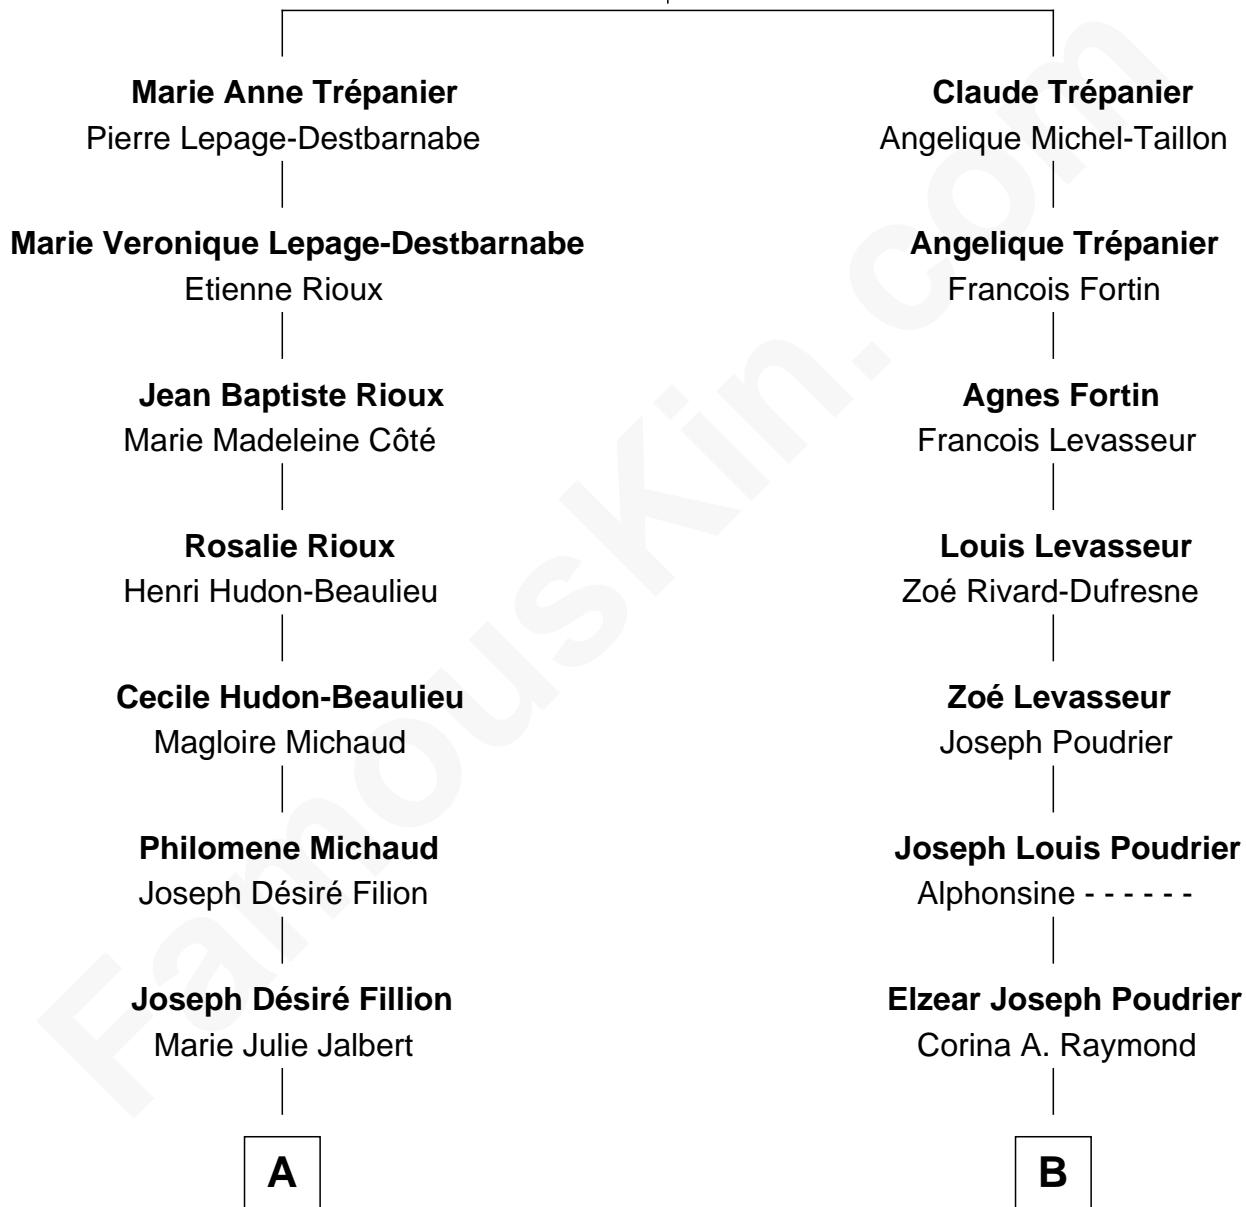 Marie Anne Trépanier
Pierre Lepage-Destbarnabe
Marie Veronique Lepage-Destbarnabe
Etienne Rioux
Jean Baptiste Rioux
Marie Madeleine Côté
Rosalie Rioux
Henri Hudon-Beaulieu
Cecile Hudon-Beaulieu
Magloire Michaud
Philomene Michaud
Joseph Désiré Filion
Joseph Désiré Fillion
Marie Julie Jalbert
A
Claude Trépanier
Angelique Michel-Taillon
Angelique Trépanier
Francois Fortin
Agnes Fortin
Francois Levasseur
Louis Levasseur
Zoé Rivard-Dufresne
Zoé Levasseur
Joseph Poudrier
Joseph Louis Poudrier
Alphonsine - - - - - -
Elzear Joseph Poudrier
Corina A. Raymond
B
FamousKin.com